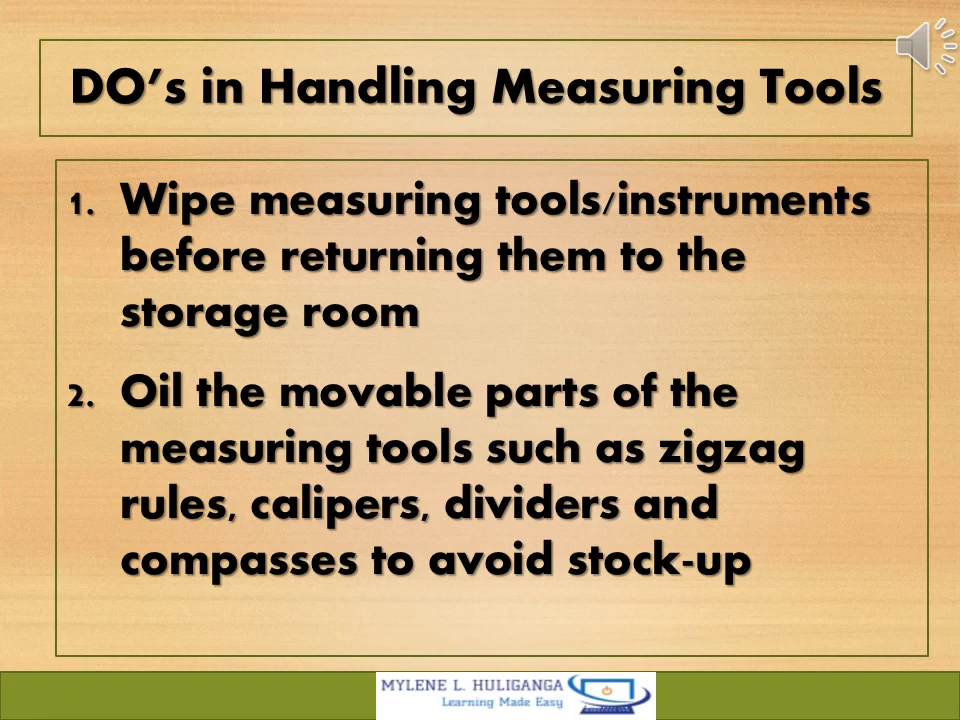 DO's in Handling Measuring Tools
1. Wipe measuring tools/instruments
before returning them to the
storage room
2. Oil the movable parts of the
measuring tools such as zigzag
rules, calipers, dividers and
compasses to avoid stock-up
MYLENE L. HULIGANGA
Learning Made Easy